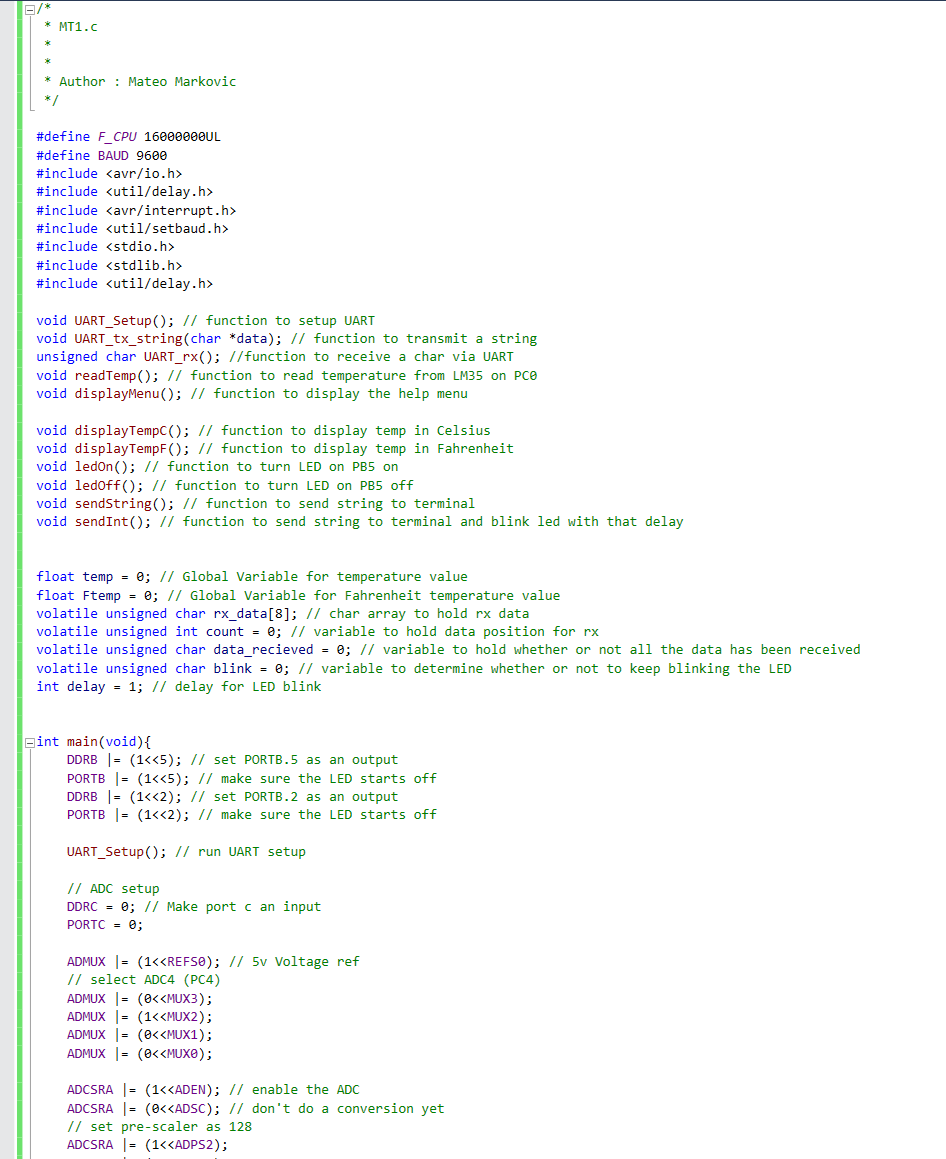 /*
* MT1.c
*
*
* Author : Mateo Markovic
*/
#define F_CPU 16000000UL
#define BAUD 9600
#include <avr/io.h>
#include <util/delay.h>
#include <avr/interrupt.h>
#include <util/setbaud.h>
#include <stdio.h>
#include <stdlib.h>
#include <util/delay.h>
void UART_Setup(); // function to setup UART
void UART_tx_string(char *data); // function to transmit a string
unsigned char UART_rx(); //function to receive a char via UART
void readTemp(); // function to read temperature from LM35 on PC0
void displayMenu(); // function to display the help menu
void displayTempC(); // function to display temp in Celsius
void displayTempF(); // function to display temp in Fahrenheit
void ledOn(); // function to turn LED on PB5 on
void ledOff(); // function to turn LED on PB5 off
void sendString(); // function to send string to terminal
void sendInt(); // function to send string to terminal and blink led with that delay
float temp = 0; // Global Variable for temperature value
float Ftemp = 0; // Global Variable for Fahrenheit temperature value
volatile unsigned char rx_data[8]; // char array to hold rx data
volatile unsigned int count = 0; // variable to hold data position for rx
volatile unsigned char data_recieved = 0; // variable to hold whether or not all the data has been received
volatile unsigned char blink = 0; // variable to determine whether or not to keep blinking the LED
int delay = 1; // delay for LED blink
int main(void){
DDRB |= (1<<5); // set PORTB.5 as an output
PORTB |= (1<<5); // make sure the LED starts off
DDRB |= (1<<2); // set PORTB.2 as an output
PORTB |= (1<<2); // make sure the LED starts off
UART_Setup(); // run UART setup
// ADC setup
DDRC = 0; // Make port c an input
PORTC = 0;
ADMUX |= (1<<REFS0); // 5v Voltage ref
// select ADC4 (PC4)
ADMUX |= (0<<MUX3);
ADMUX |= (1<<MUX2);
ADMUX |= (0<<MUX1);
ADMUX |= (0<<MUX0);
ADCSRA |= (1<<ADEN); // enable the ADC
ADCSRA |= (0<<ADSC); // don't do a conversion yet
// set pre-scaler as 128
ADCSRA |= (1<<ADPS2);